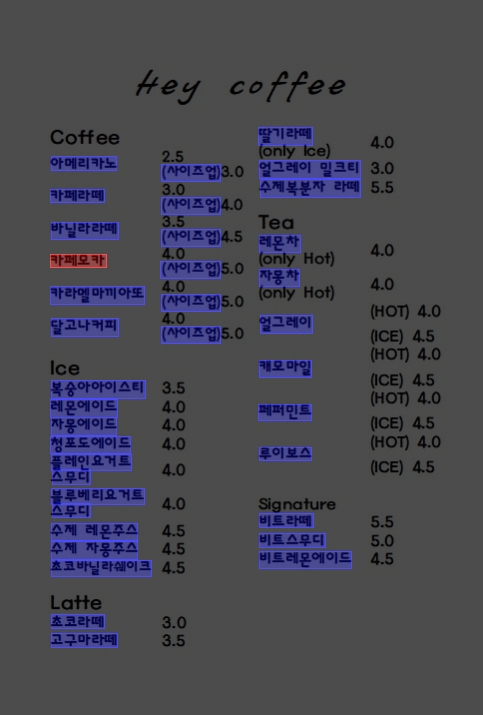 Hey coffee
Coffee
아메리카노 2.5
(사이즈업)3.0
카페라떼 3.0
(사이즈업)4.0
바닐라라떼 3.5
(사이즈업)4.5
카페모카 4.0
(사이즈업)5.0
카라멜마끼아또 4.0
(사이즈업)5.0
달고나커피 4.0
(사이즈업)5.0
Ice
복숭아아이스티 3.5
레몬에이드 4.0
자몽에이드 4.0
청포도에이드 4.0
플레인요거트
스무디 4.0
블루베리요거트
스무디 4.0
수제 레몬주스 4.5
수제 자몽주스 4.5
초코바닐라쉐이크 4.5
Latte
초코라떼 3.0
고구마라떼 3.5
딸기라떼
(only Ice) 4.0
얼그레이 밀크티 3.0
수제복분자 라떼 5.5
Tea
레몬차
(only Hot) 4.0
자몽차
(only Hot) 4.0
얼그레이 (HOT) 4.0
(ICE) 4.5
캐모마일 (HOT) 4.0
(ICE) 4.5
페퍼민트 (HOT) 4.0
(ICE) 4.5
루이보스 (HOT) 4.0
(ICE) 4.5
Signature
비트라떼 5.5
비트스무디 5.0
비트레몬에이드 4.5